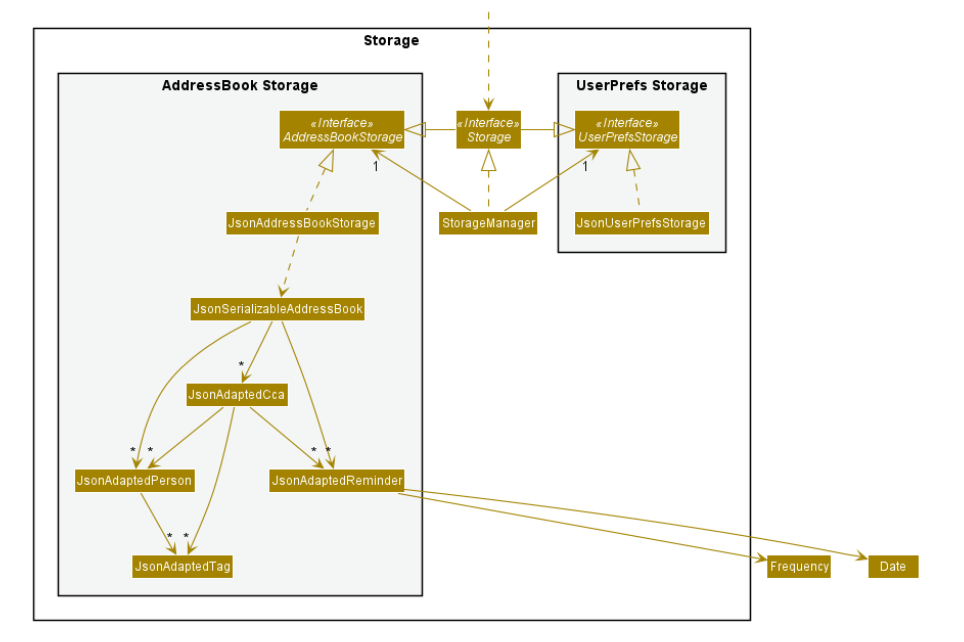 Storage
AddressBook Storage
UserPrefs Storage
«Interface»
AddressBookStorage
«Interface»
Storage
«Interface»
UserPrefsStorage
1
1
JsonAddressBookStorage
StorageManager
JsonUserPrefsStorage
JsonSerializableAddressBook
*
JsonAdaptedCca
* * * *
JsonAdaptedPerson
JsonAdaptedReminder
* *
JsonAdaptedTag
Frequency
Date